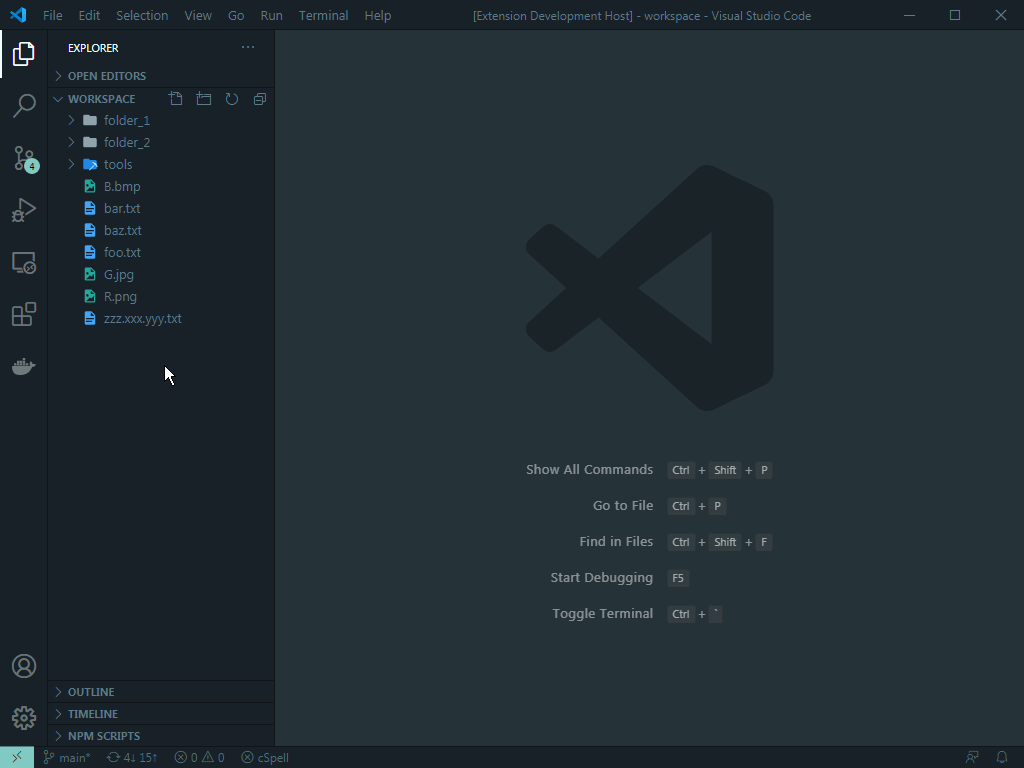 File Edit Selection View Go Run Terminal Help [Extension Development Host] - workspace - Visual Studio Code
EXPLORER
OPEN EDITORS
WORKSPACE
folder_1
folder_2
tools
B.bmp
bar.txt
baz.txt
foo.txt
G.jpg
R.png
zzz.xxx.yyy.txt
4
Show All Commands Ctrl + Shift + P
Go to File Ctrl + P
Find in Files Ctrl + Shift + F
Start Debugging F5
Toggle Terminal Ctrl + `
OUTLINE
TIMELINE
NPM SCRIPTS
main* 4↓ 15↑ 0 0 cSpell